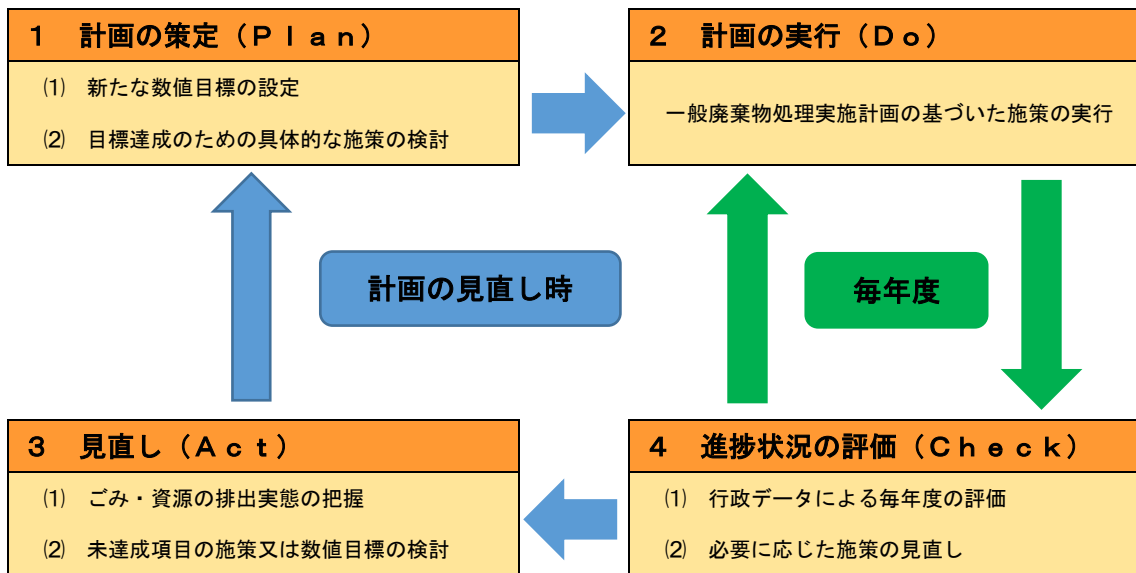 １　計画の策定（Ｐｌａｎ）
⑴　新たな数値目標の設定
⑵　目標達成のための具体的な施策の検討
２　計画の実行（Ｄｏ）
一般廃棄物処理実施計画の基づいた施策の実行
計画の見直し時
毎年度
３　見直し（Ａｃｔ）
⑴　ごみ・資源の排出実態の把握
⑵　未達成項目の施策又は数値目標の検討
４　進捗状況の評価（Ｃｈｅｃｋ）
⑴　行政データによる毎年度の評価
⑵　必要に応じた施策の見直し